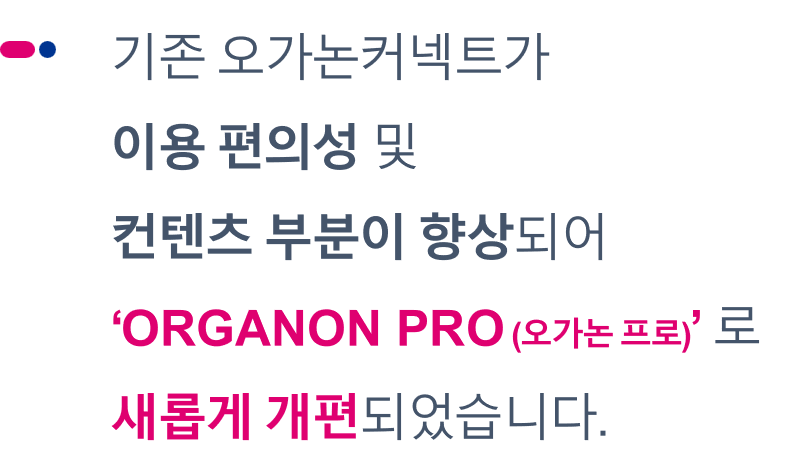 기존 오가논커넥트가
이용 편의성 및
컨텐츠 부분이 향상되어
‘ORGANON PRO (오가논 프로)’ 로
새롭게 개편되었습니다.